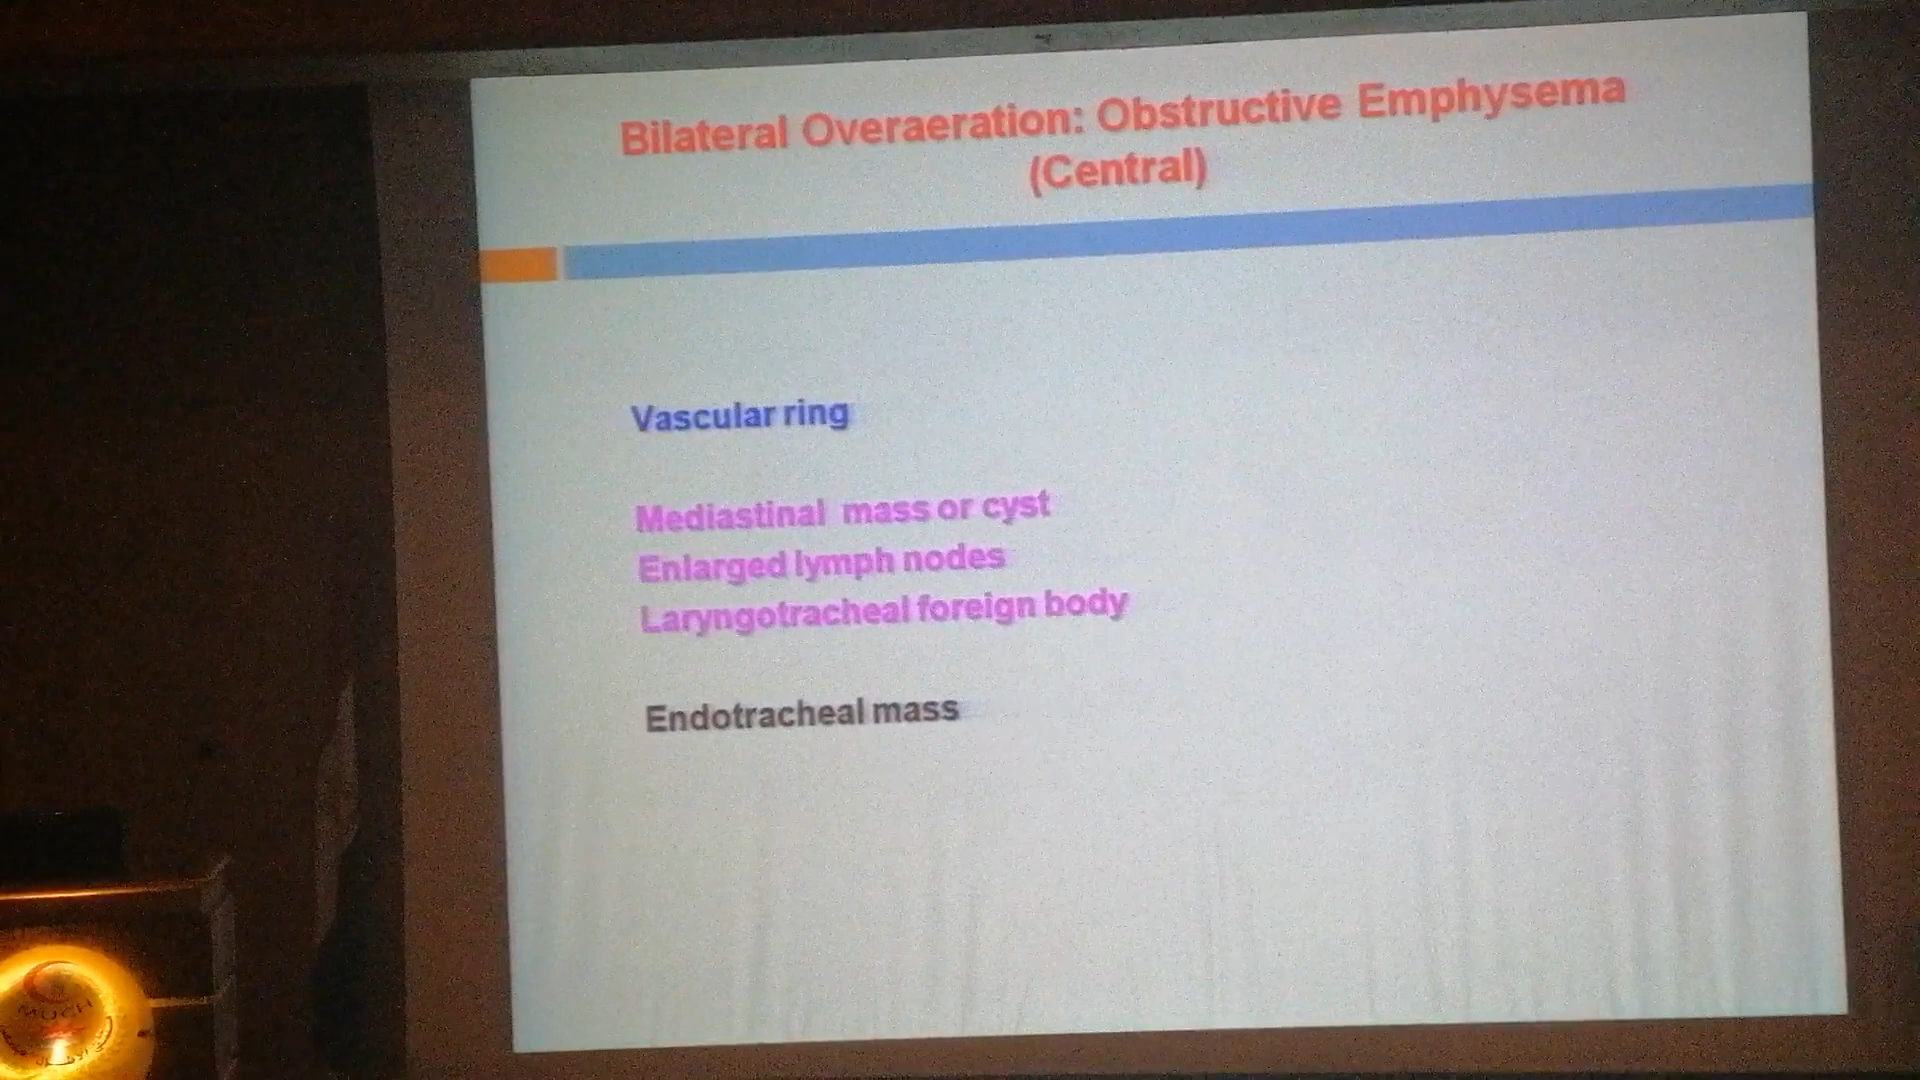 Bilateral Overaeration: Obstructive Emphysema
(Central)
Vascular ring
Mediastinal mass or cyst
Enlarged lymph nodes
Laryngotracheal foreign body
Endotracheal mass
MUCH